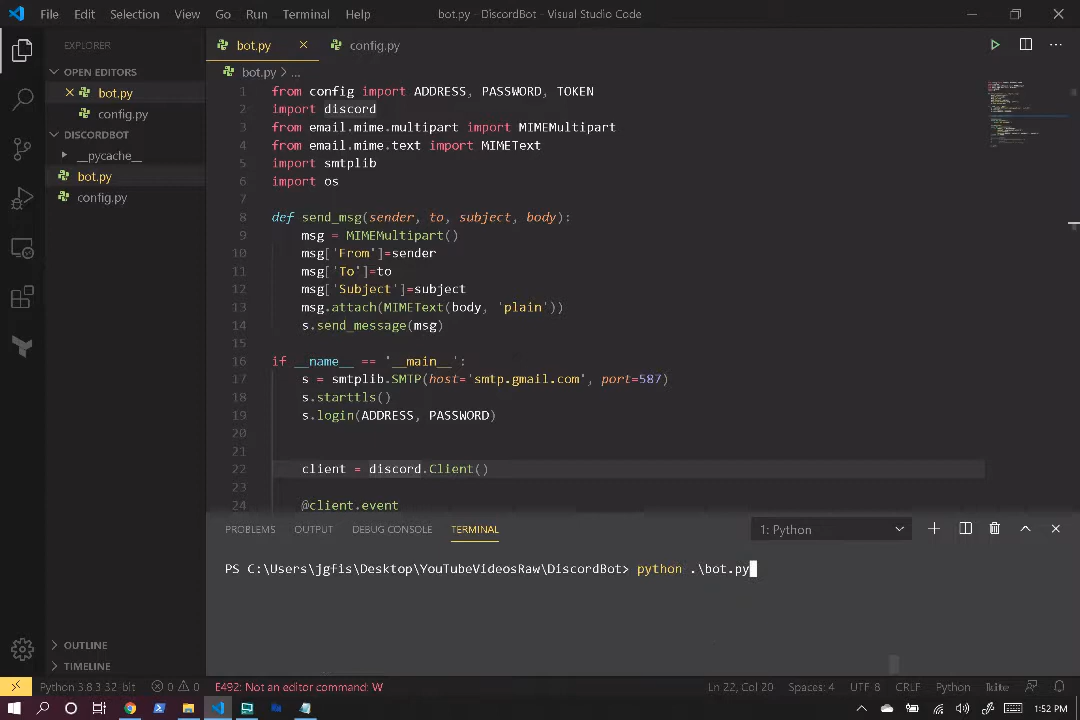 File Edit Selection View Go Run Terminal Help bot.py - DiscordBot - Visual Studio Code
EXPLORER
OPEN EDITORS
bot.py
config.py
DISCORDBOT
__pycache__
bot.py
config.py
OUTLINE
TIMELINE
bot.py config.py
bot.py > ...
1 from config import ADDRESS, PASSWORD, TOKEN
2 import discord
3 from email.mime.multipart import MIMEMultipart
4 from email.mime.text import MIMEText
5 import smtplib
6 import os
7
8 def send_msg(sender, to, subject, body):
9 msg = MIMEMultipart()
10 msg['From']=sender
11 msg['To']=to
12 msg['Subject']=subject
13 msg.attach(MIMEText(body, 'plain'))
14 s.send_message(msg)
15
16 if __name__ == '__main__':
17 s = smtplib.SMTP(host='smtp.gmail.com', port=587)
18 s.starttls()
19 s.login(ADDRESS, PASSWORD)
20
21
22 client = discord.Client()
23
24 @client.event
PROBLEMS OUTPUT DEBUG CONSOLE TERMINAL 1: Python
PS C:\Users\jgfis\Desktop\YouTubeVideosRaw\DiscordBot> python .\bot.py
Python 3.8.3 32-bit 0 0 E492: Not an editor command: W Ln 22, Col 20 Spaces: 4 UTF-8 CRLF Python kite
1:52 PM